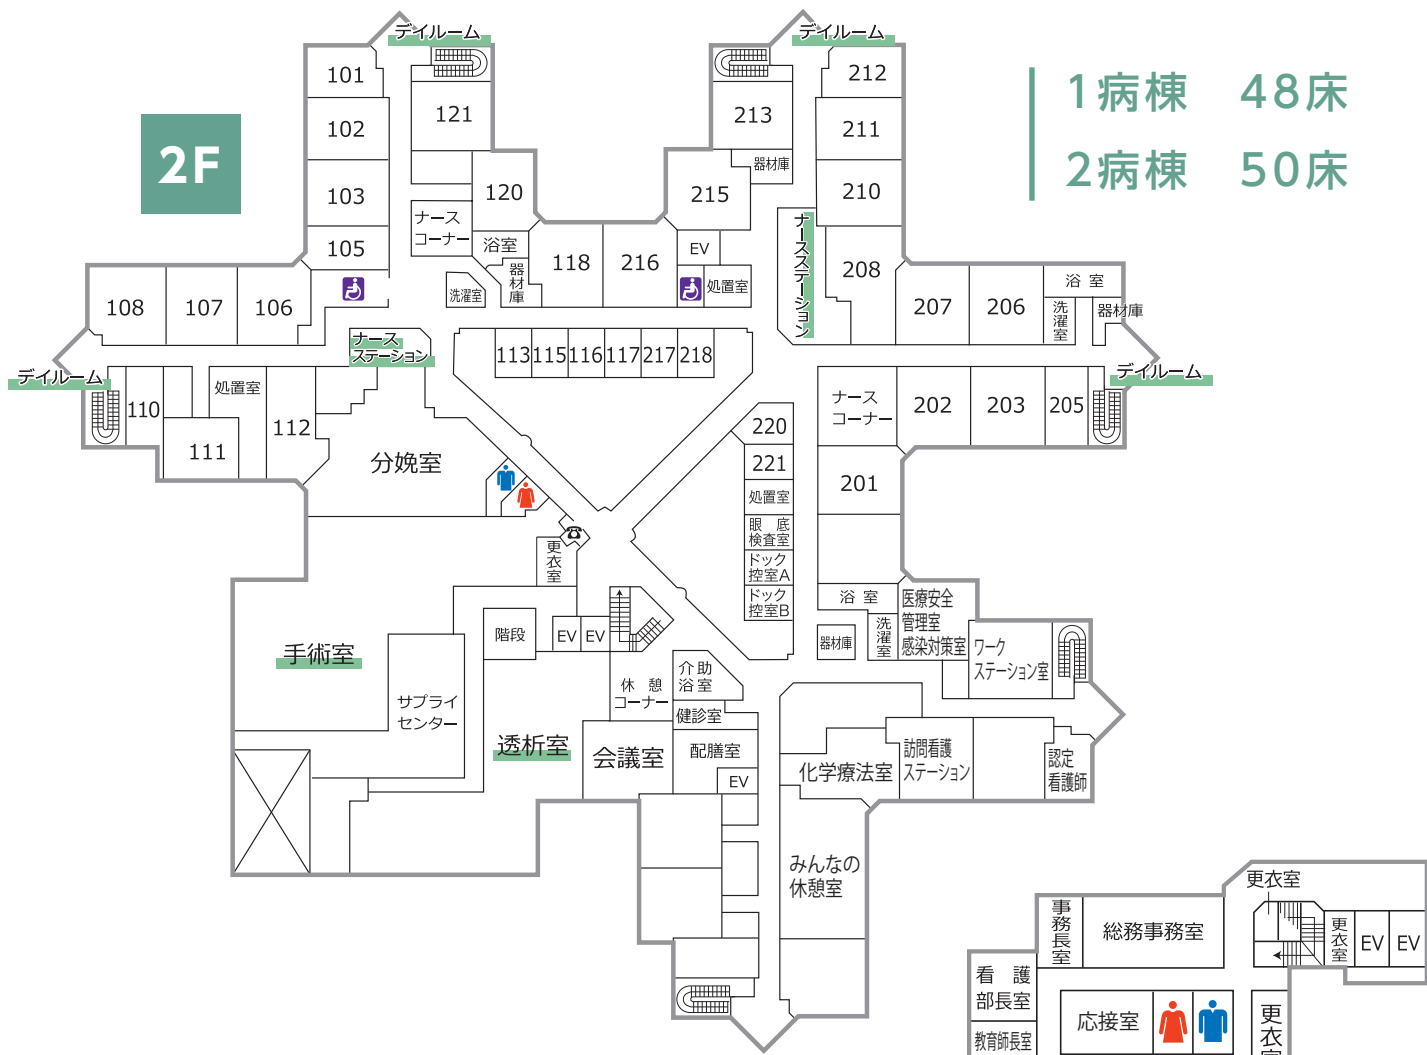 デイルーム
デイルーム
1病棟　48床
2病棟　50床
2F
101
102
103
105
121
120
ナース
コーナー
浴室
器材庫
洗濯室
118
216
213
器材庫
215
EV
処置室
212
211
210
208
ナースステーション
207
206
浴 室
洗濯室
器材庫
デイルーム
108
107
106
ナース
ステーション
デイルーム
110
111
処置室
112
113
115
116
117
217
218
ナース
コーナー
202
203
205
201
220
221
処置室
眼　底
検査室
ドック
控室A
ドック
控室B
分娩室
更衣室
浴 室
洗濯室
器材庫
医療安全
管理室
感染対策室
ワーク
ステーション室
手術室
サプライ
センター
階段
EV
EV
休 憩
コーナー
介助
浴室
健診室
配膳室
EV
透析室
会議室
化学療法室
訪問看護
ステーション
認定
看護師
みんなの
休憩室
更衣室
事務長室
総務事務室
更衣室
EV
EV
看 護
部長室
教育師長室
応接室
更衣室